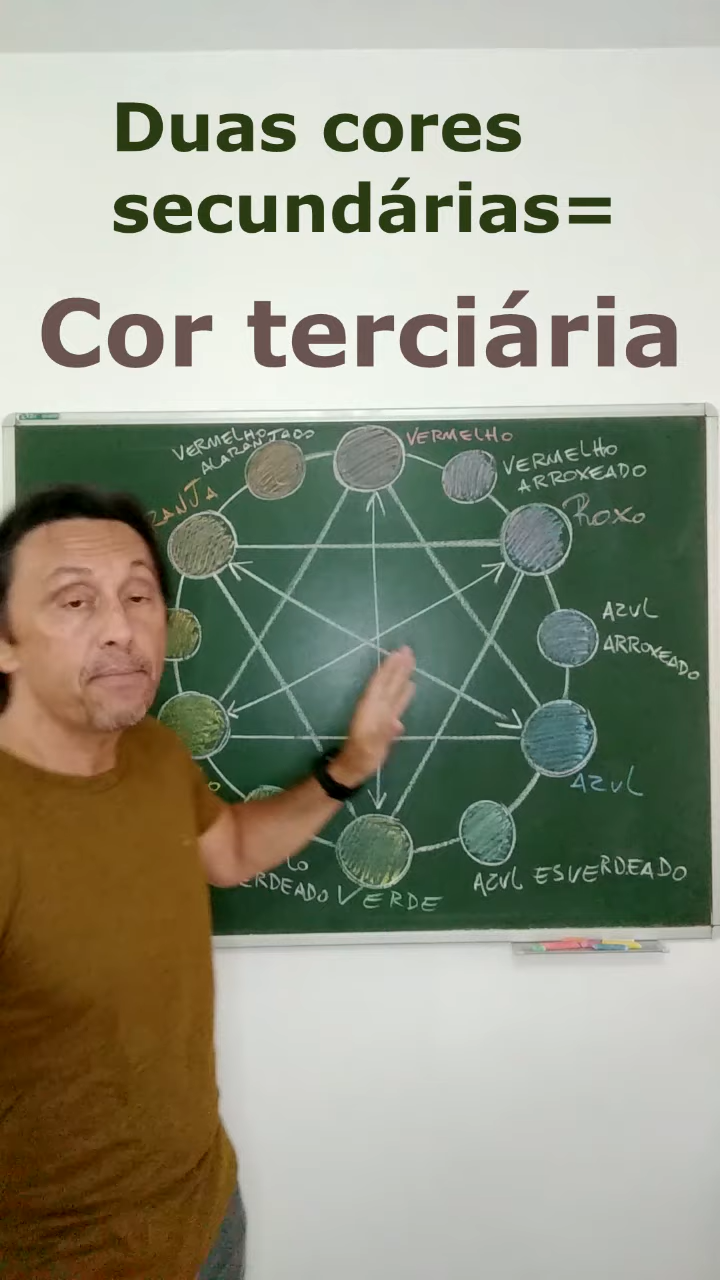 Duas cores
secundárias=
Cor terciária
VERMELHO
ALARANJADO
VERMELHO
VERMELHO
ARROXEADO
ROXO
AZUL
ARROXEADO
AZUL
AZUL ESVERDEADO
VERDE